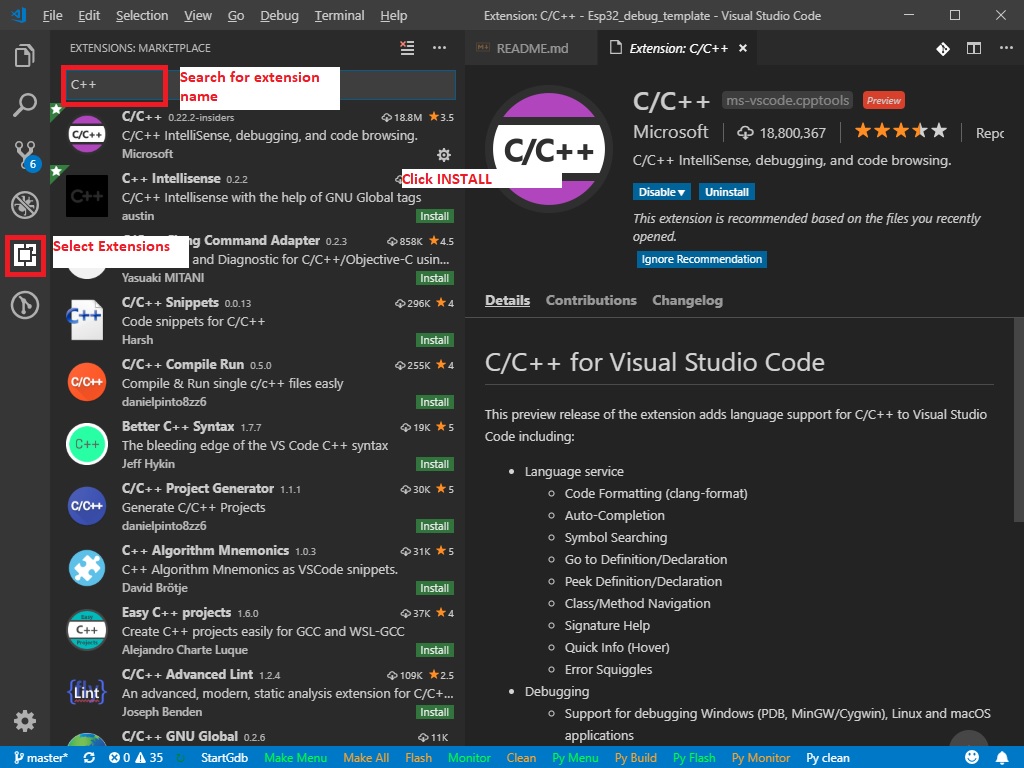 File Edit Selection View Go Debug Terminal Help
Extension: C/C++ - Esp32_debug_template - Visual Studio Code
EXTENSIONS: MARKETPLACE
C++
Search for extension
name
C/C++ 0.22.2-insiders 18.8M 3.5
C/C++ IntelliSense, debugging, and code browsing.
Microsoft
C/C++
C++ Intellisense 0.2.2
C/C++ Intellisense with the help of GNU Global tags
austin Install
C++
Click INSTALL
6
Select Extensions
Command Adapter 0.2.3 858K 4.5
and Diagnostic for C/C++/Objective-C usin...
Yasuaki MITANI Install
C/C++ Snippets 0.0.13 296K 4
Code snippets for C/C++
Harsh Install
C++
C/C++ Compile Run 0.5.0 255K 4
Compile & Run single c/c++ files easily
danielpinto8zz6 Install
C/C++
Better C++ Syntax 1.7.7 19K 5
The bleeding edge of the VS Code C++ syntax
Jeff Hykin Install
C++
C/C++ Project Generator 1.1.1 30K 5
Generate C/C++ Projects
danielpinto8zz6 Install
C/C++
C++ Algorithm Mnemonics 1.0.3 31K 5
C++ Algorithm Mnemonics as VSCode snippets.
David Brötje Install
Easy C++ projects 1.6.0 37K 4
Create C++ projects easily for GCC and WSL-GCC
Alejandro Charte Luque Install
Easy
C++
Projects
C/C++ Advanced Lint 1.2.4 109K 2.5
An advanced, modern, static analysis extension for C/C+...
Joseph Benden Install
{Lint}
C/C++ GNU Global 0.2.6 11K
README.md
Extension: C/C++ ×
C/C++
C/C++ ms-vscode.cpptools Preview
Microsoft 18,800,367 Repo
C/C++ IntelliSense, debugging, and code browsing.
Disable Uninstall
This extension is recommended based on the files you recently
opened.
Ignore Recommendation
Details Contributions Changelog
C/C++ for Visual Studio Code
This preview release of the extension adds language support for C/C++ to Visual Studio
Code including:
Language service
Code Formatting (clang-format)
Auto-Completion
Symbol Searching
Go to Definition/Declaration
Peek Definition/Declaration
Class/Method Navigation
Signature Help
Quick Info (Hover)
Error Squiggles
Debugging
Support for debugging Windows (PDB, MinGW/Cygwin), Linux and macOS
applications
master* 0 35 StartGdb Make Menu Make All Flash Monitor Clean Py Menu Py Build Py Flash Py Monitor Py clean